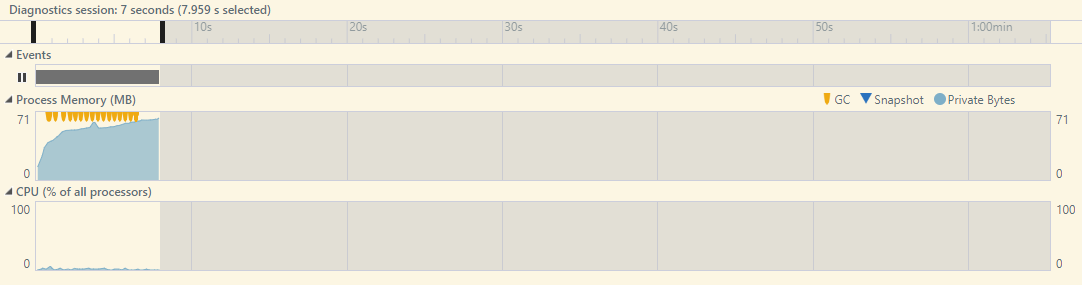 Diagnostics session: 7 seconds (7.959 s selected)
10s 20s 30s 40s 50s 1:00min
Events
Process Memory (MB) GC Snapshot Private Bytes
71 71
0 0
CPU (% of all processors)
100 100
0 0